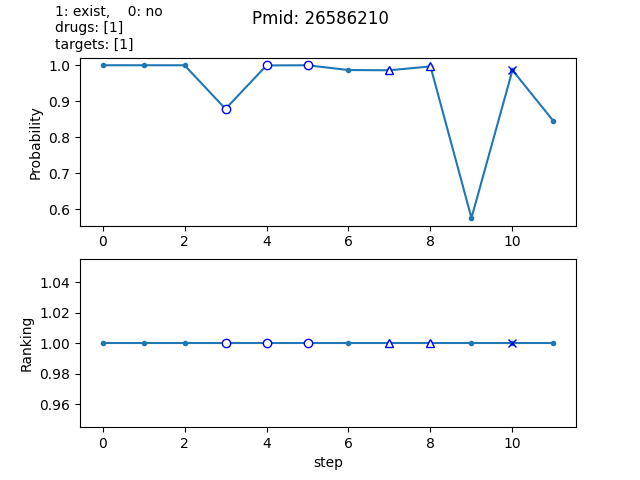 1: exist,    0: no
drugs: [1]
targets: [1]
Pmid: 26586210
Probability
1.0
0.9
0.8
0.7
0.6
0 2 4 6 8 10
Ranking
1.04
1.02
1.00
0.98
0.96
0 2 4 6 8 10
step